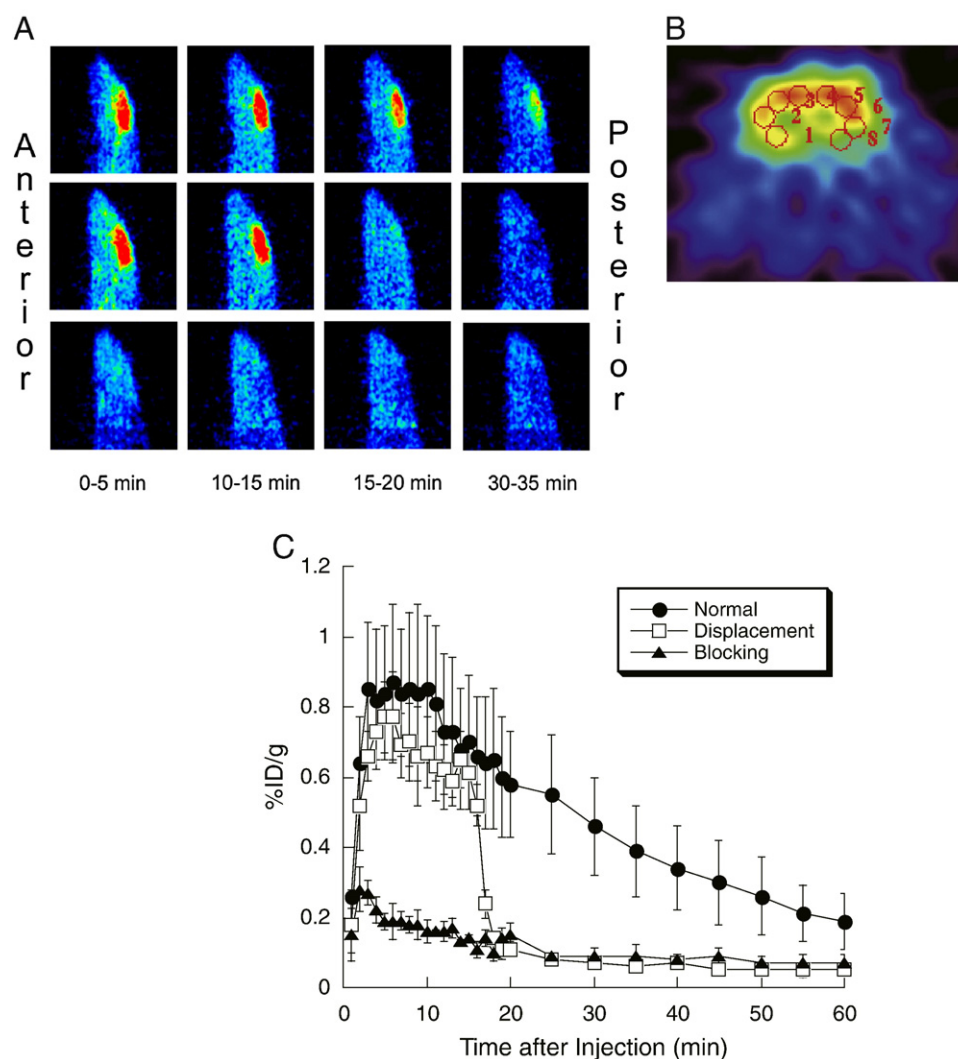 A
Anterior
Posterior
0-5 min
10-15 min
15-20 min
30-35 min
B
1
2
3
4
5
6
7
8
C
%ID/g
1.2
1
0.8
0.6
0.4
0.2
0
Normal
Displacement
Blocking
0
10
20
30
40
50
60
Time after Injection (min)